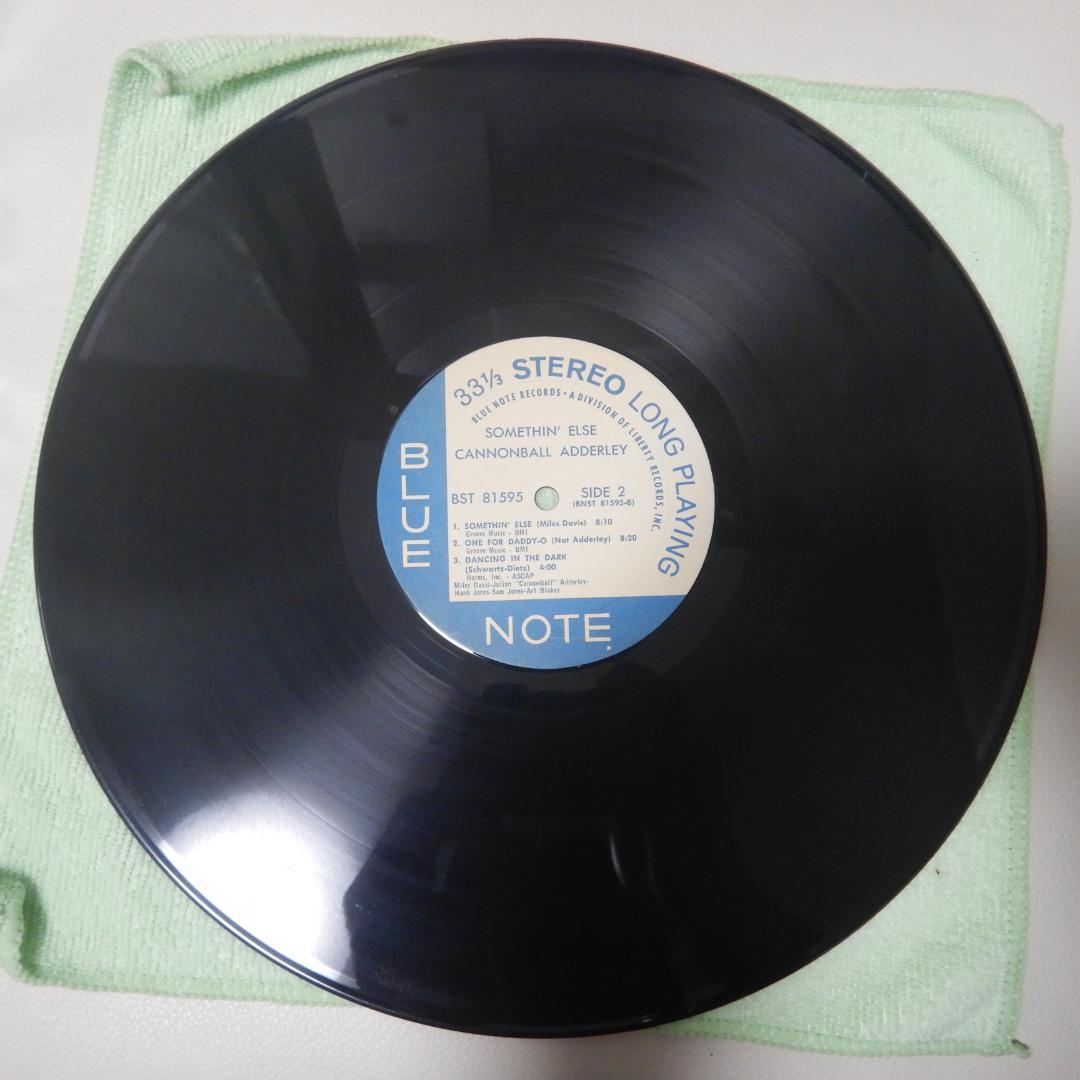 33⅓ STEREO LONG PLAYING
BLUE NOTE RECORDS • A DIVISION OF LIBERTY RECORDS, INC.
SOMETHIN' ELSE
CANNONBALL ADDERLEY
BST 81595
SIDE 2
(BNST 81595-B)
1. SOMETHIN' ELSE (Miles Davis) 8:10
Groove Music - BMI
2. ONE FOR DADDY-O (Nat Adderley) 8:20
Groove Music - BMI
3. DANCING IN THE DARK
(Schwartz-Dietz) 4:00
Harms, Inc. - ASCAP
Miles Davis-Julian "Cannonball" Adderley-
Hank Jones-Sam Jones-Art Blakey
BLUE
NOTE